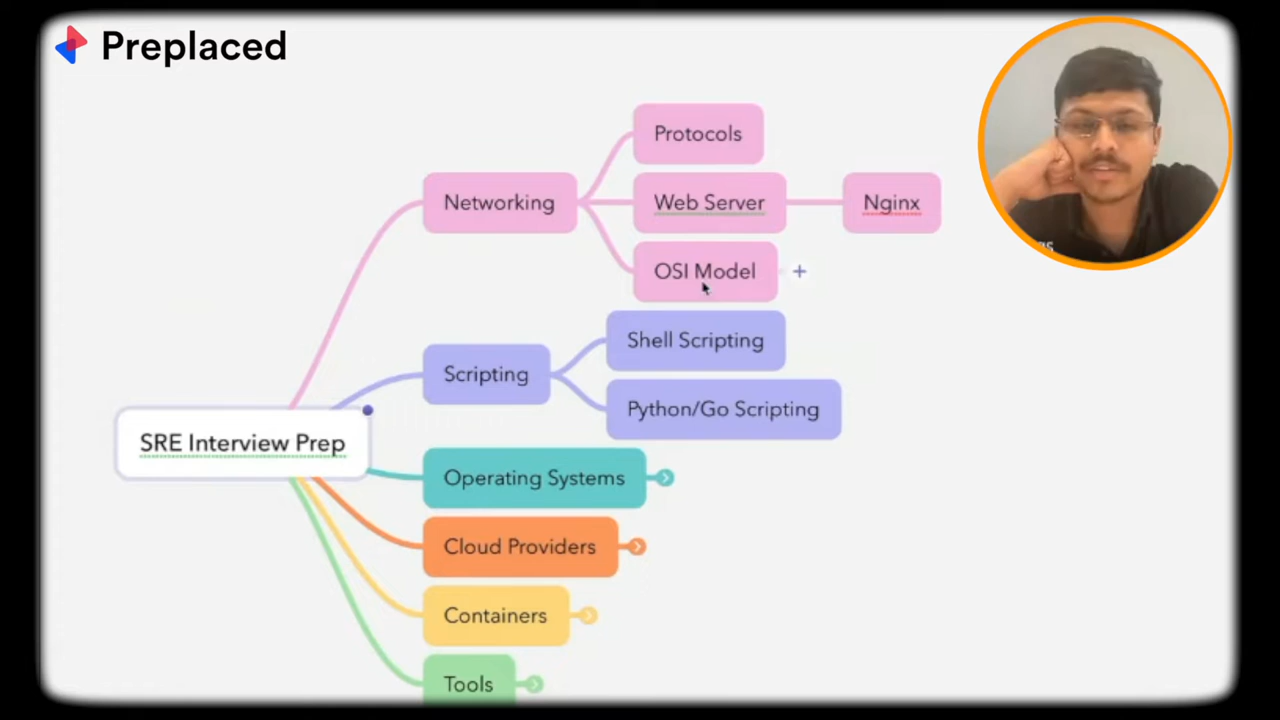 Preplaced
Protocols
Networking
Web Server
Nginx
OSI Model
Shell Scripting
Scripting
Python/Go Scripting
SRE Interview Prep
Operating Systems
Cloud Providers
Containers
Tools